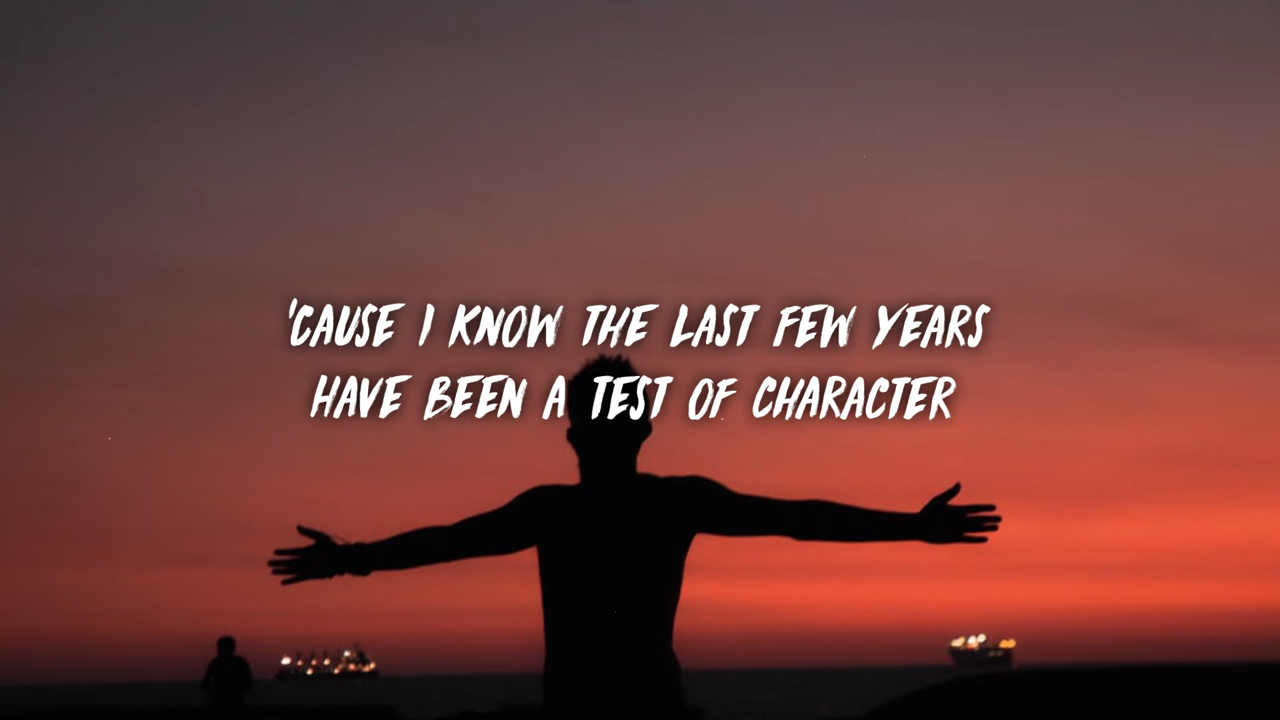 'CAUSE I KNOW THE LAST FEW YEARS
HAVE BEEN A TEST OF CHARACTER